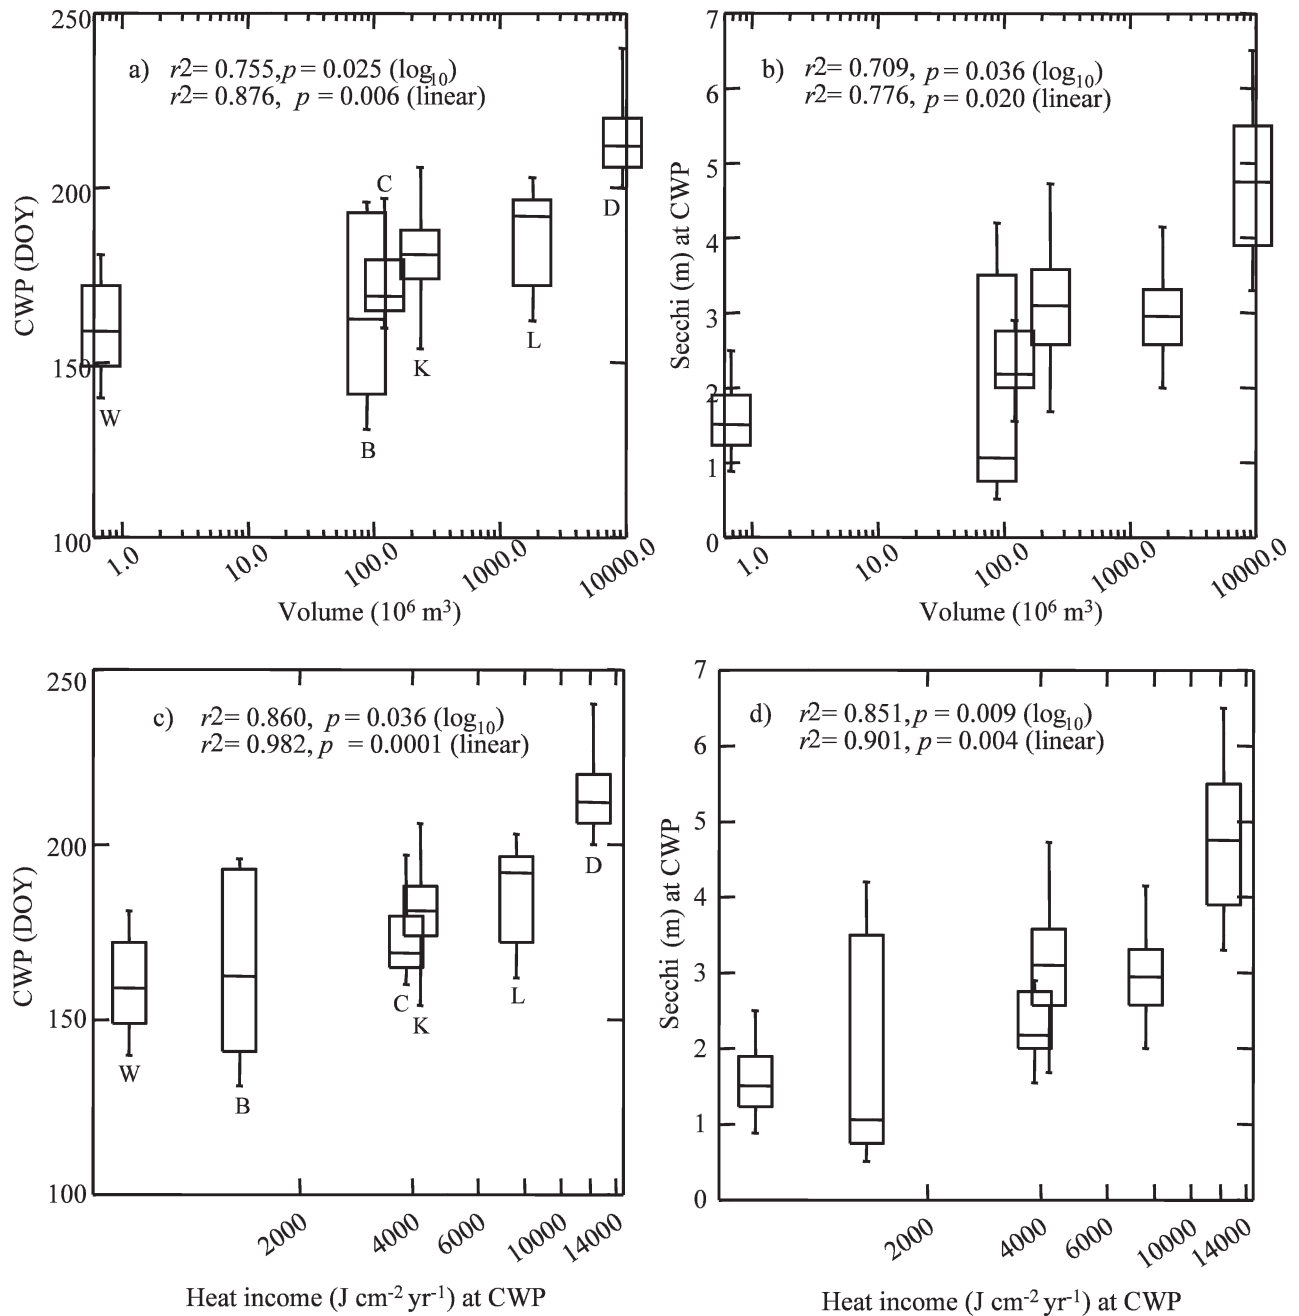 a) r2= 0.755, p = 0.025 (log10)
r2= 0.876, p = 0.006 (linear)
250
200
150
100
CWP (DOY)
W
B
C
K
L
D
1.0
10.0
100.0
1000.0
10000.0
Volume (10⁶ m³)
b) r2= 0.709, p = 0.036 (log10)
r2= 0.776, p = 0.020 (linear)
7
6
5
4
3
2
1
0
Secchi (m) at CWP
1.0
10.0
100.0
1000.0
10000.0
Volume (10⁶ m³)
c) r2= 0.860, p = 0.036 (log10)
r2= 0.982, p = 0.0001 (linear)
250
200
150
100
CWP (DOY)
W
B
C
K
L
D
2000
4000
6000
10000
14000
Heat income (J cm⁻² yr⁻¹) at CWP
d) r2= 0.851, p = 0.009 (log10)
r2= 0.901, p = 0.004 (linear)
7
6
5
4
3
2
1
0
Secchi (m) at CWP
2000
4000
6000
10000
14000
Heat income (J cm⁻² yr⁻¹) at CWP